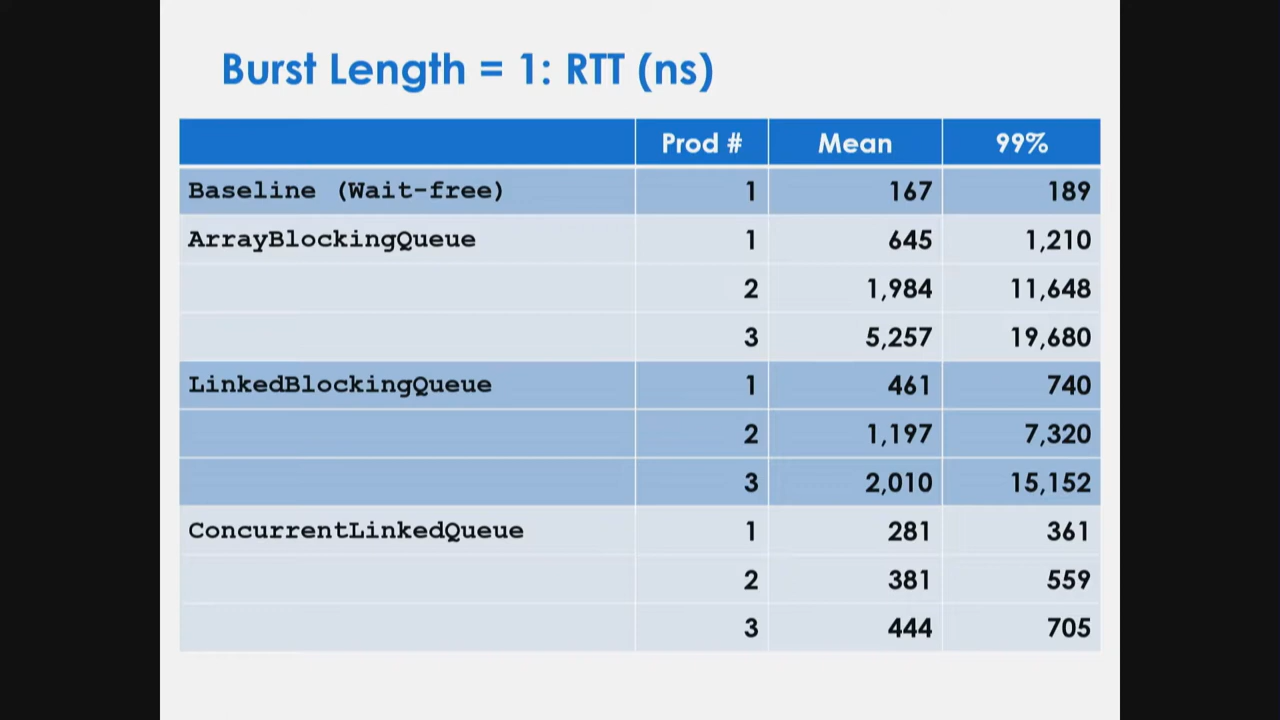 Burst Length = 1: RTT (ns)
Prod # Mean 99%
Baseline (Wait-free) 1 167 189
ArrayBlockingQueue 1 645 1,210
2 1,984 11,648
3 5,257 19,680
LinkedBlockingQueue 1 461 740
2 1,197 7,320
3 2,010 15,152
ConcurrentLinkedQueue 1 281 361
2 381 559
3 444 705